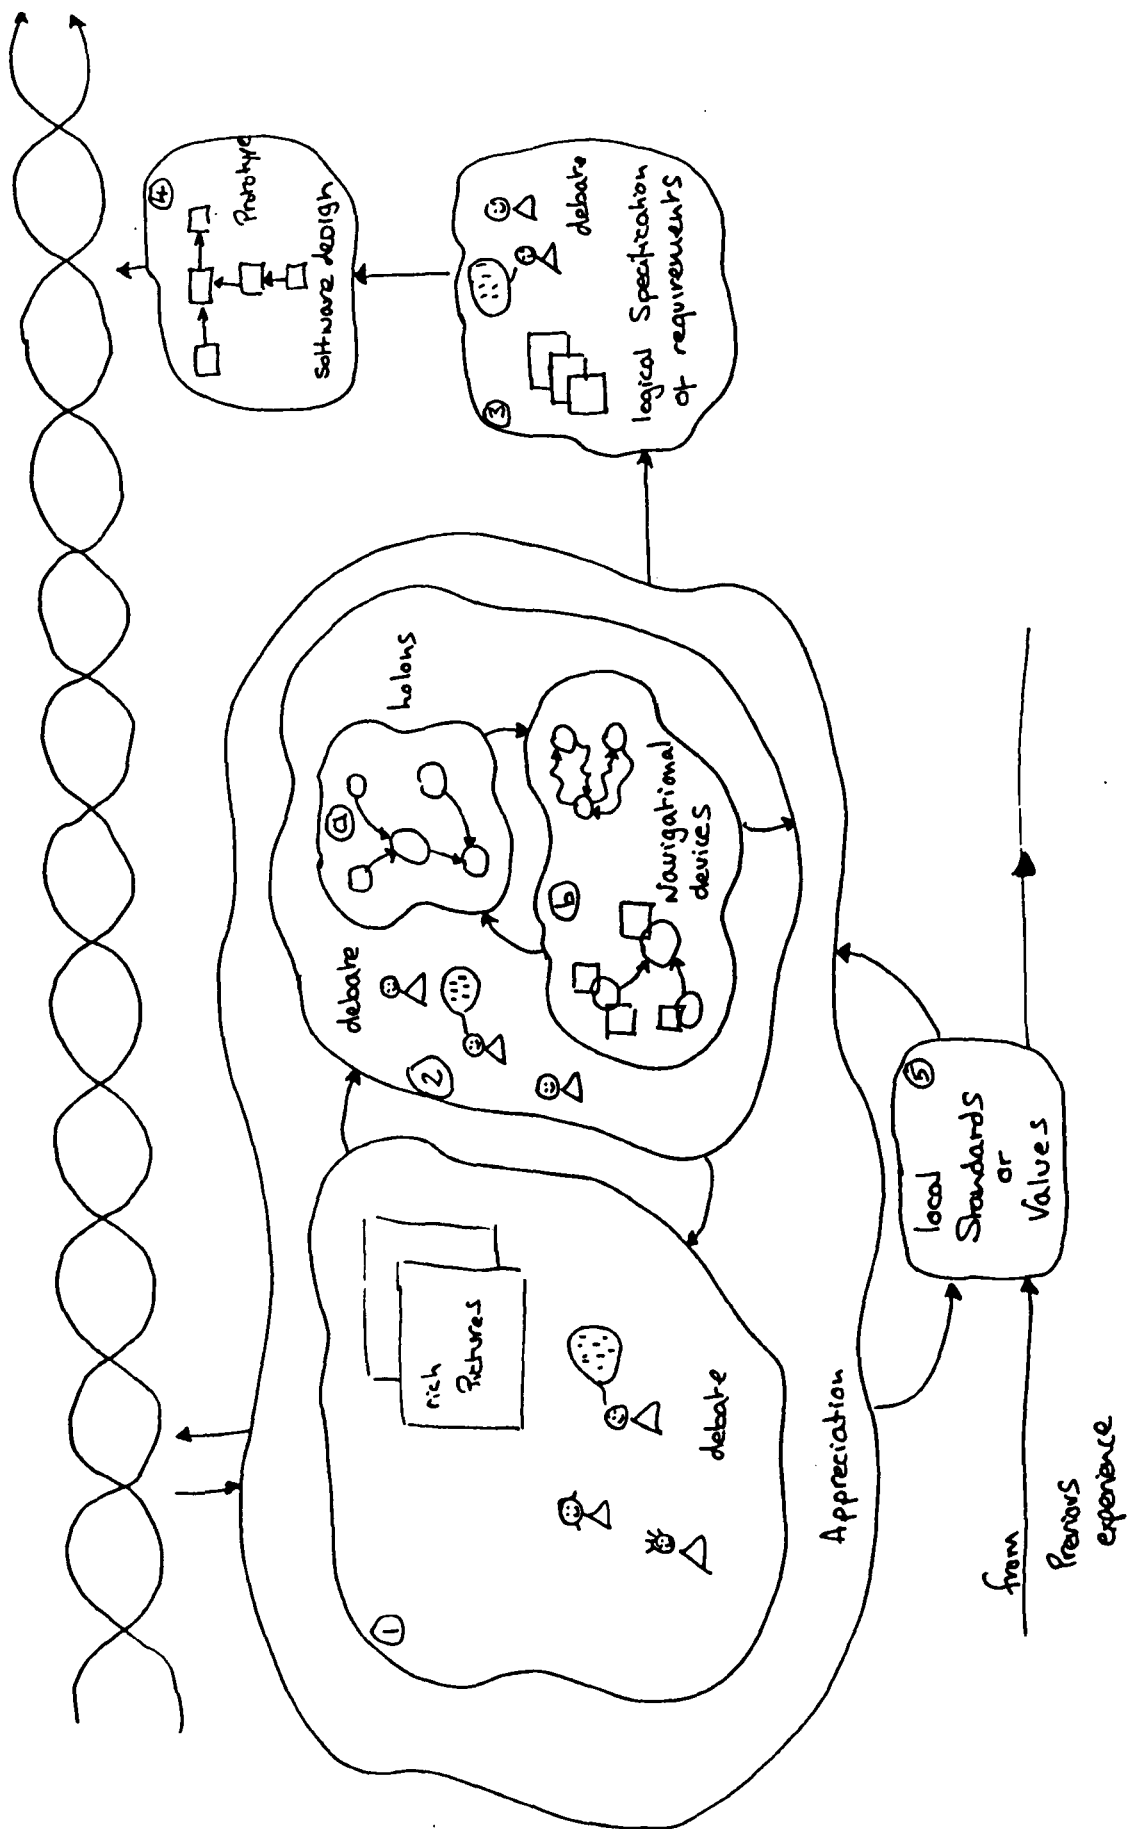 1
rich
Pictures
debate
Appreciation
2
debate
a
holons
b
Navigational
devices
3
debate
logical Specification
of requirements
4
Prototype
software design
5
local
Standards
or
Values
from
Previous
experience